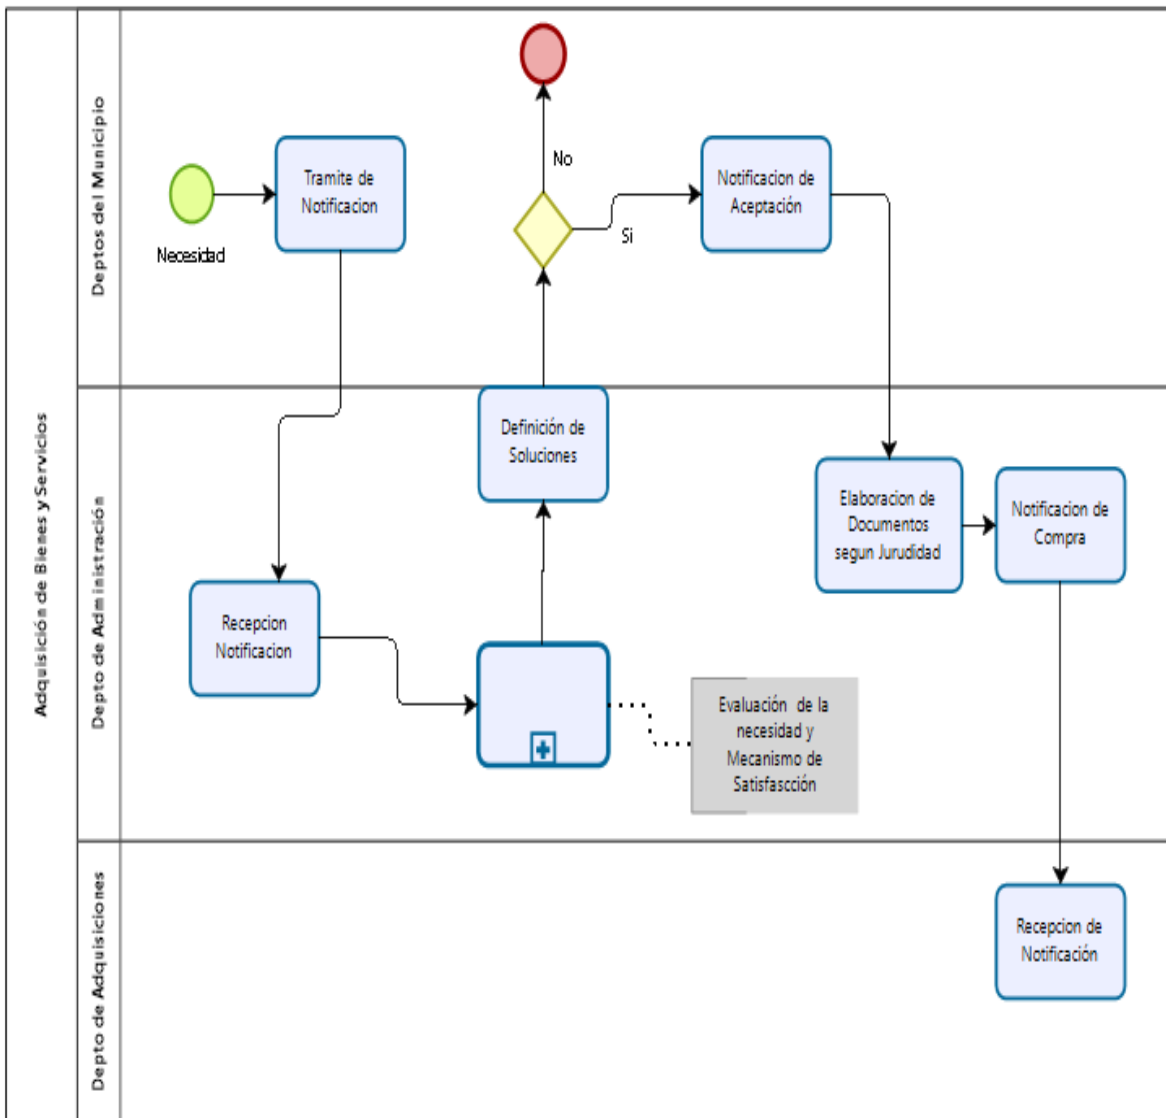 Adquisición de Bienes y Servicios
Deptos del Municipio
Necesidad
Tramite de
Notificacion
No
Si
Notificacion de
Aceptación
Depto de Administración
Recepcion
Notificacion
Definición de
Soluciones
Evaluación de la
necesidad y
Mecanismo de
Satisfascción
Elaboracion de
Documentos
segun Jurudidad
Notificacion de
Compra
Depto de Adquisiciones
Recepcion de
Notificación